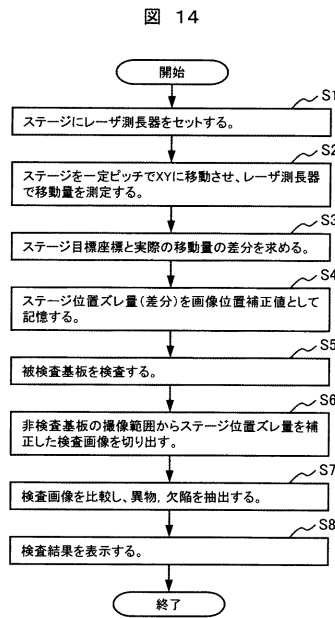 図 14
開始
S1
ステージにレーザ測長器をセットする。
S2
ステージを一定ピッチでXYに移動させ、レーザ測長器
で移動量を測定する。
S3
ステージ目標座標と実際の移動量の差分を求める。
S4
ステージ位置ズレ量(差分)を画像位置補正値として
記憶する。
S5
被検査基板を検査する。
S6
非検査基板の撮像範囲からステージ位置ズレ量を補
正した検査画像を切り出す。
S7
検査画像を比較し、異物, 欠陥を抽出する。
S8
検査結果を表示する。
終了